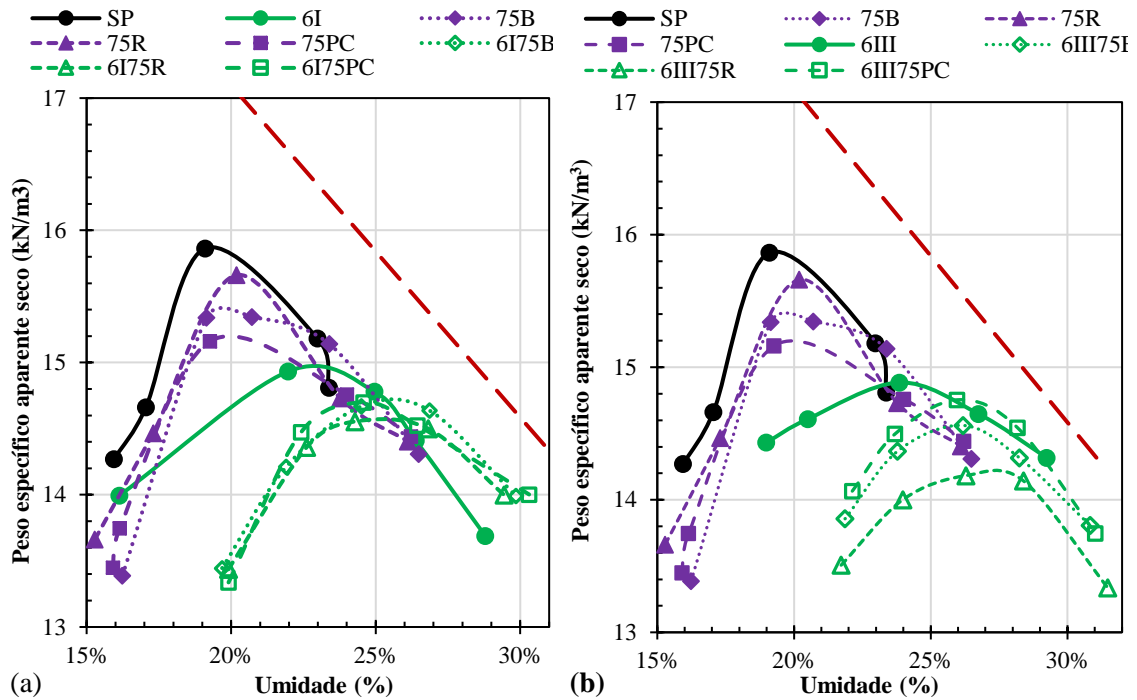 SP 6I 75B
75R 75PC 6I75B
6I75R 6I75PC
17
16
15
14
13
15% 20% 25% 30%
Peso específico aparente seco (kN/m3)
Umidade (%)
(a)
SP 75B 75R
75PC 6III 6III75B
6III75R 6III75PC
17
16
15
14
13
15% 20% 25% 30%
Peso específico aparente seco (kN/m³)
Umidade (%)
(b)